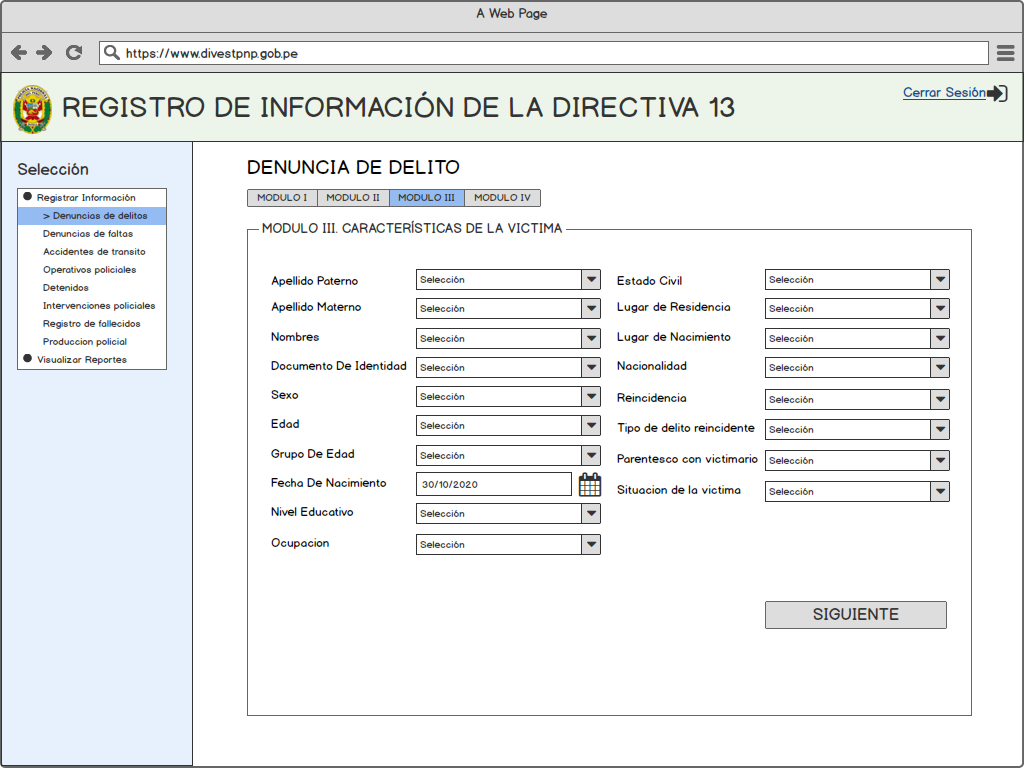 A Web Page
https://www.divestpnp.gob.pe
REGISTRO DE INFORMACIÓN DE LA DIRECTIVA 13
Cerrar Sesión
Selección
Registrar Información
> Denuncias de delitos
Denuncias de faltas
Accidentes de transito
Operativos policiales
Detenidos
Intervenciones policiales
Registro de fallecidos
Produccion policial
Visualizar Reportes
DENUNCIA DE DELITO
MODULO I MODULO II MODULO III MODULO IV
MODULO III. CARACTERÍSTICAS DE LA VICTIMA
Apellido Paterno Selección
Apellido Materno Selección
Nombres Selección
Documento De Identidad Selección
Sexo Selección
Edad Selección
Grupo De Edad Selección
Fecha De Nacimiento 30/10/2020
Nivel Educativo Selección
Ocupacion Selección
Estado Civil Selección
Lugar de Residencia Selección
Lugar de Nacimiento Selección
Nacionalidad Selección
Reincidencia Selección
Tipo de delito reincidente Selección
Parentesco con victimario Selección
Situacion de la victima Selección
SIGUIENTE